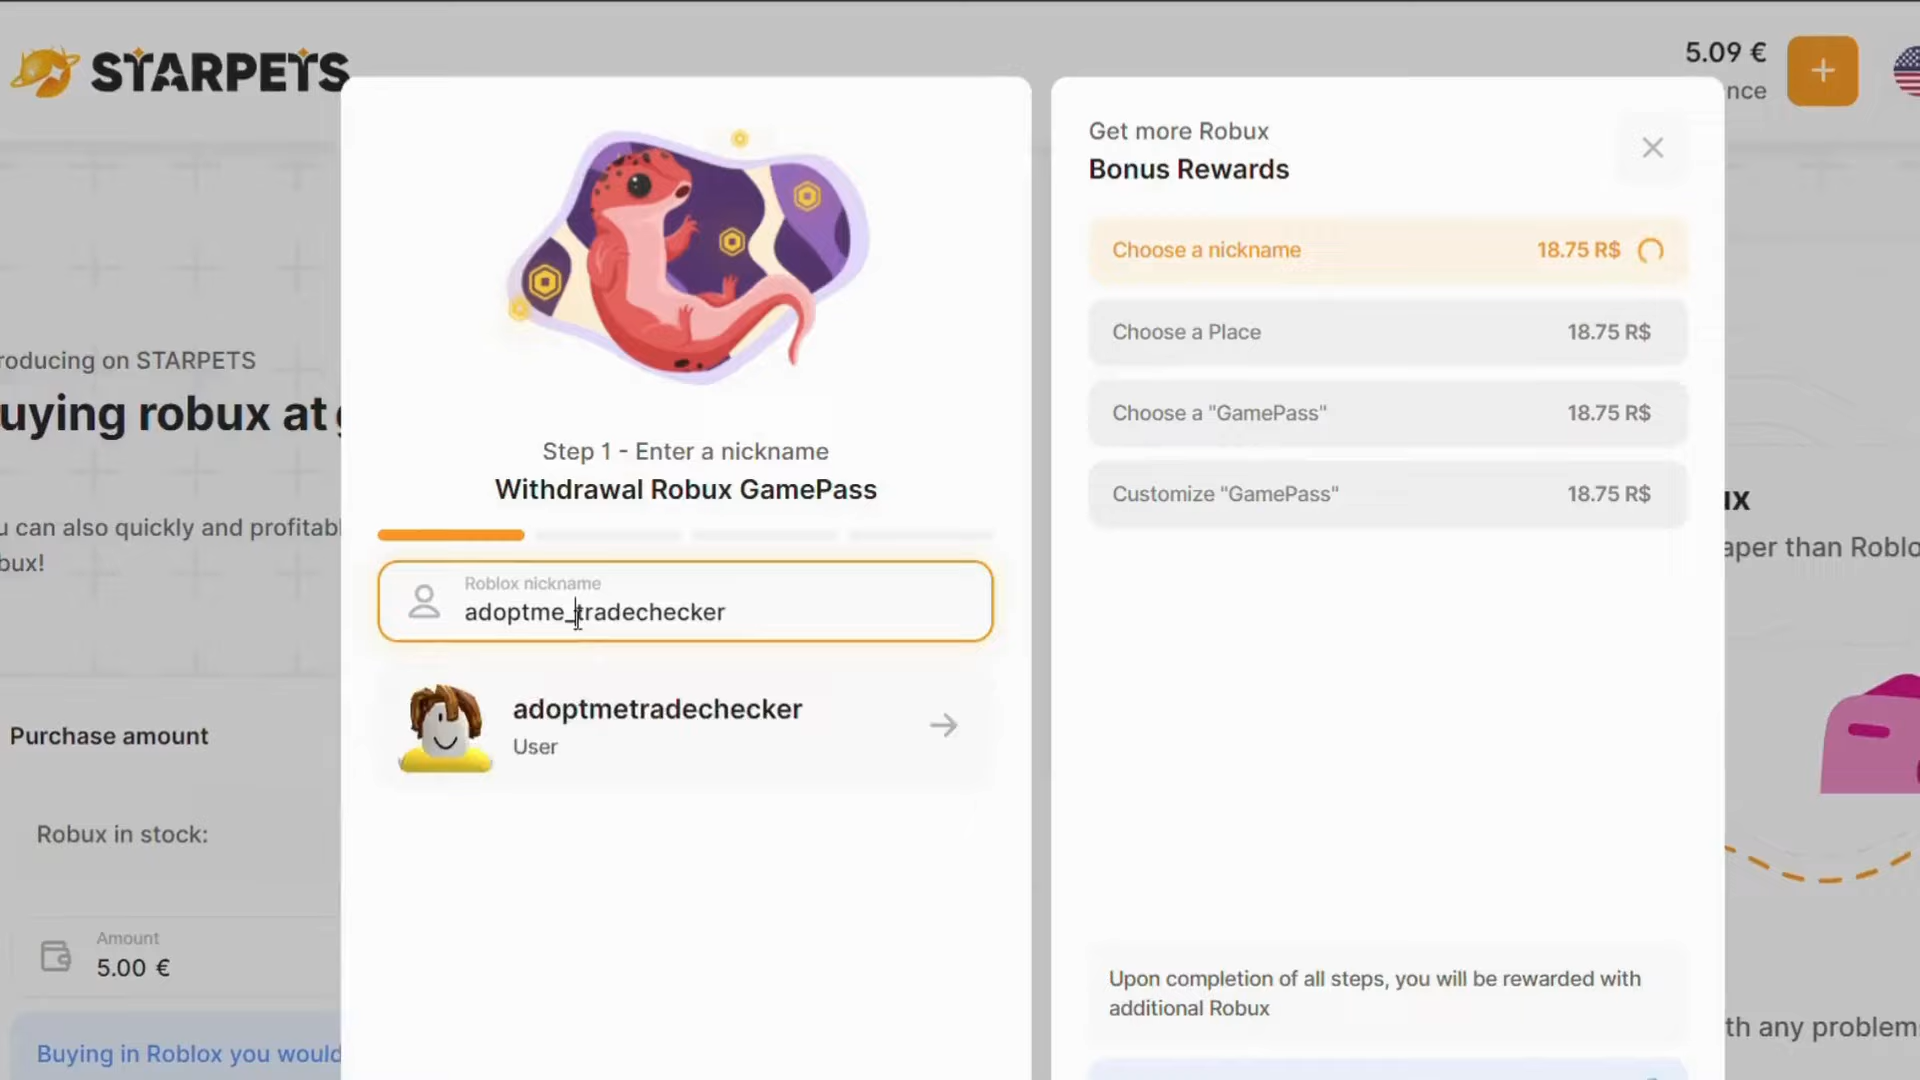 STARPETS
5.09 €
nce
roducing on STARPETS
uying robux at
u can also quickly and profitabl
bux!
Purchase amount
Robux in stock:
Amount
5.00 €
Buying in Roblox you would
Step 1 - Enter a nickname
Withdrawal Robux GamePass
Roblox nickname
adoptme_tradechecker
adoptmetradechecker
User
Get more Robux
Bonus Rewards
Choose a nickname 18.75 R$
Choose a Place 18.75 R$
Choose a "GamePass" 18.75 R$
Customize "GamePass" 18.75 R$
Upon completion of all steps, you will be rewarded with
additional Robux
ux
aper than Roblo
th any problem